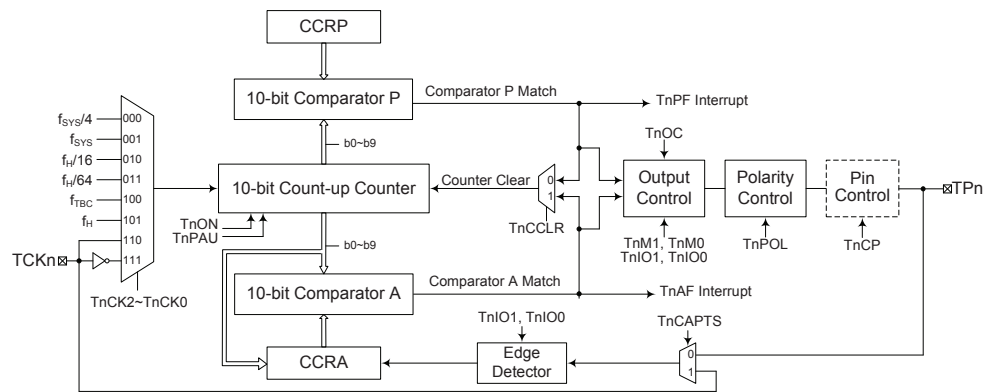 CCRP
10-bit Comparator P
Comparator P Match
TnPF Interrupt
fSYS/4
000
fSYS
001
fH/16
010
fH/64
011
fTBC
100
fH
101
110
111
TCKn
TnCK2~TnCK0
b0~b9
10-bit Count-up Counter
TnON
TnPAU
Counter Clear
0
1
TnCCLR
TnOC
Output
Control
TnM1, TnM0
TnIO1, TnIO0
Polarity
Control
TnPOL
Pin
Control
TnCP
TPn
b0~b9
10-bit Comparator A
Comparator A Match
TnAF Interrupt
TnIO1, TnIO0
TnCAPTS
CCRA
Edge
Detector
0
1